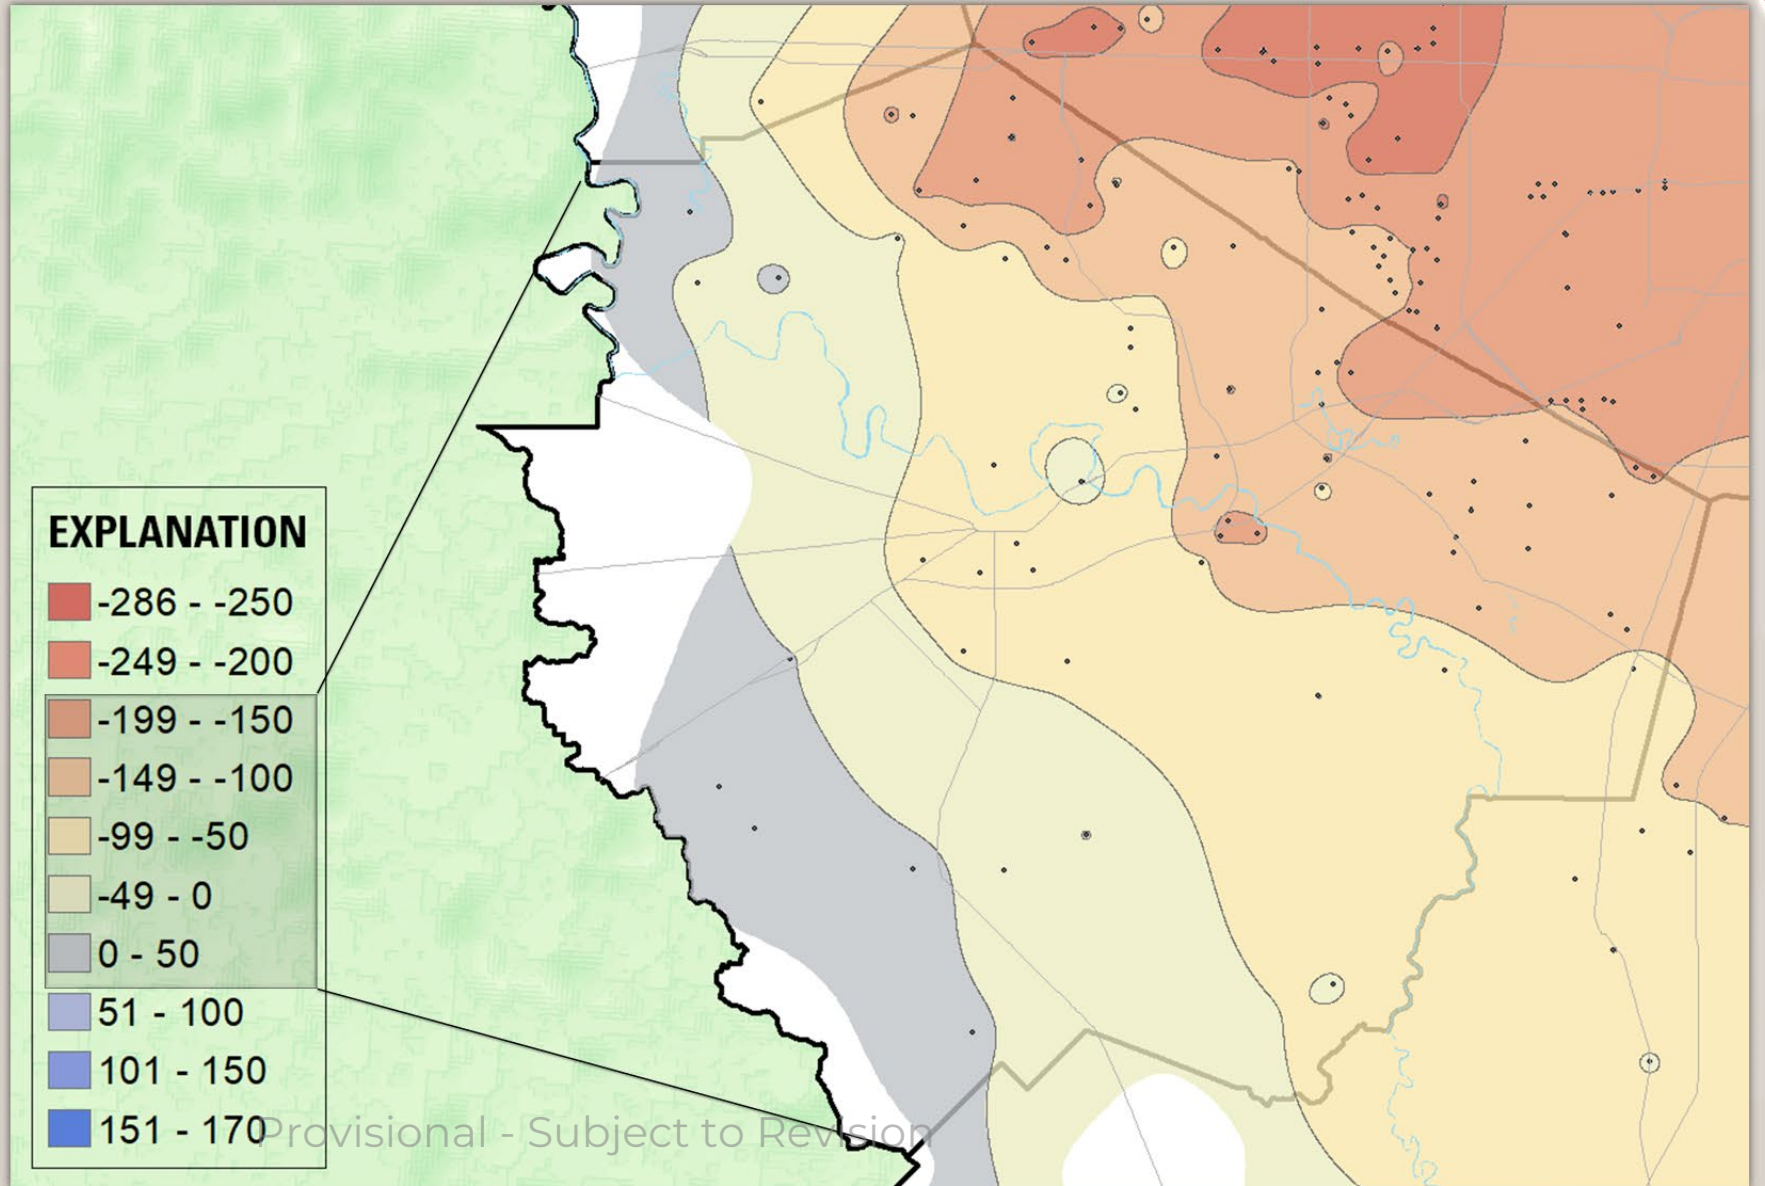 EXPLANATION
-286 - -250
-249 - -200
-199 - -150
-149 - -100
-99 - -50
-49 - 0
0 - 50
51 - 100
101 - 150
151 - 170
Provisional - Subject to Revision